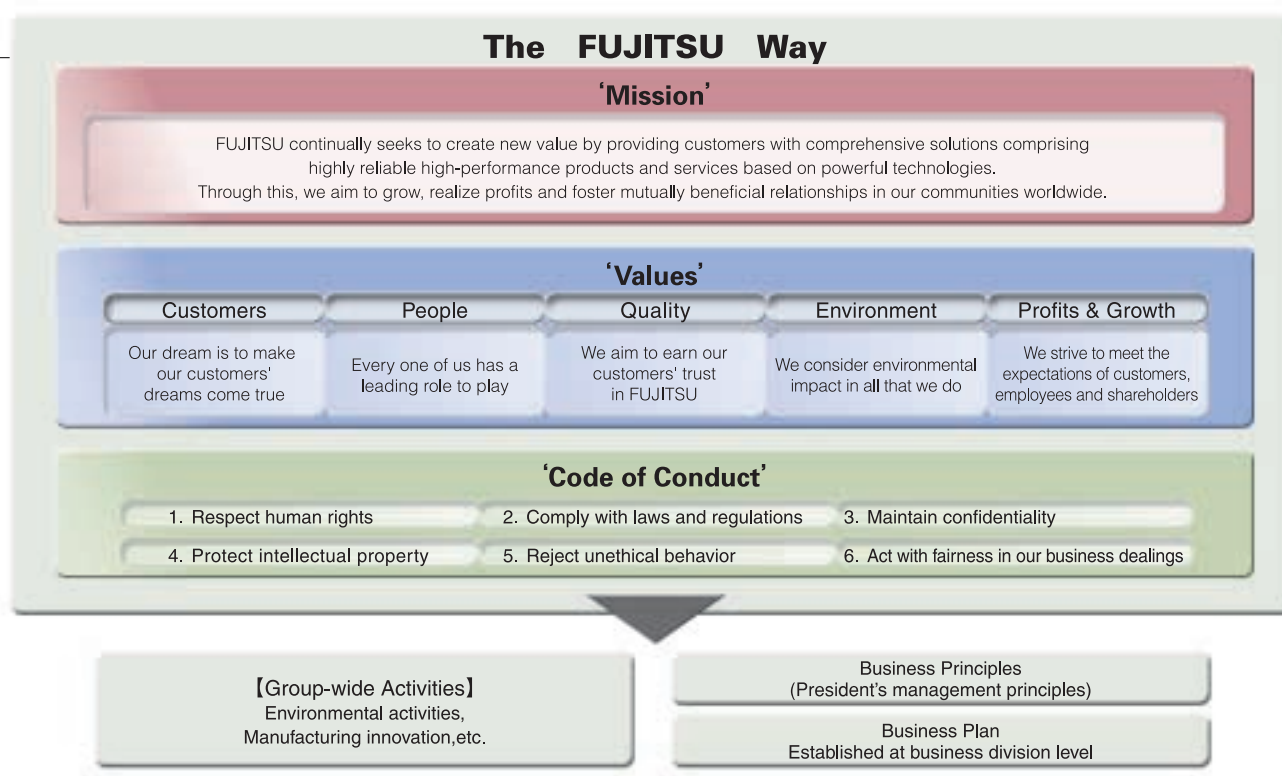 The FUJITSU Way
‘Mission’
FUJITSU continually seeks to create new value by providing customers with comprehensive solutions comprising
highly reliable high-performance products and services based on powerful technologies.
Through this, we aim to grow, realize profits and foster mutually beneficial relationships in our communities worldwide.
‘Values’
Customers
Our dream is to make
our customers'
dreams come true
People
Every one of us has a
leading role to play
Quality
We aim to earn our
customers' trust
in FUJITSU
Environment
We consider environmental
impact in all that we do
Profits & Growth
We strive to meet the
expectations of customers,
employees and shareholders
‘Code of Conduct’
1. Respect human rights
2. Comply with laws and regulations
3. Maintain confidentiality
4. Protect intellectual property
5. Reject unethical behavior
6. Act with fairness in our business dealings
【Group-wide Activities】
Environmental activities,
Manufacturing innovation,etc.
Business Principles
(President’s management principles)
Business Plan
Established at business division level